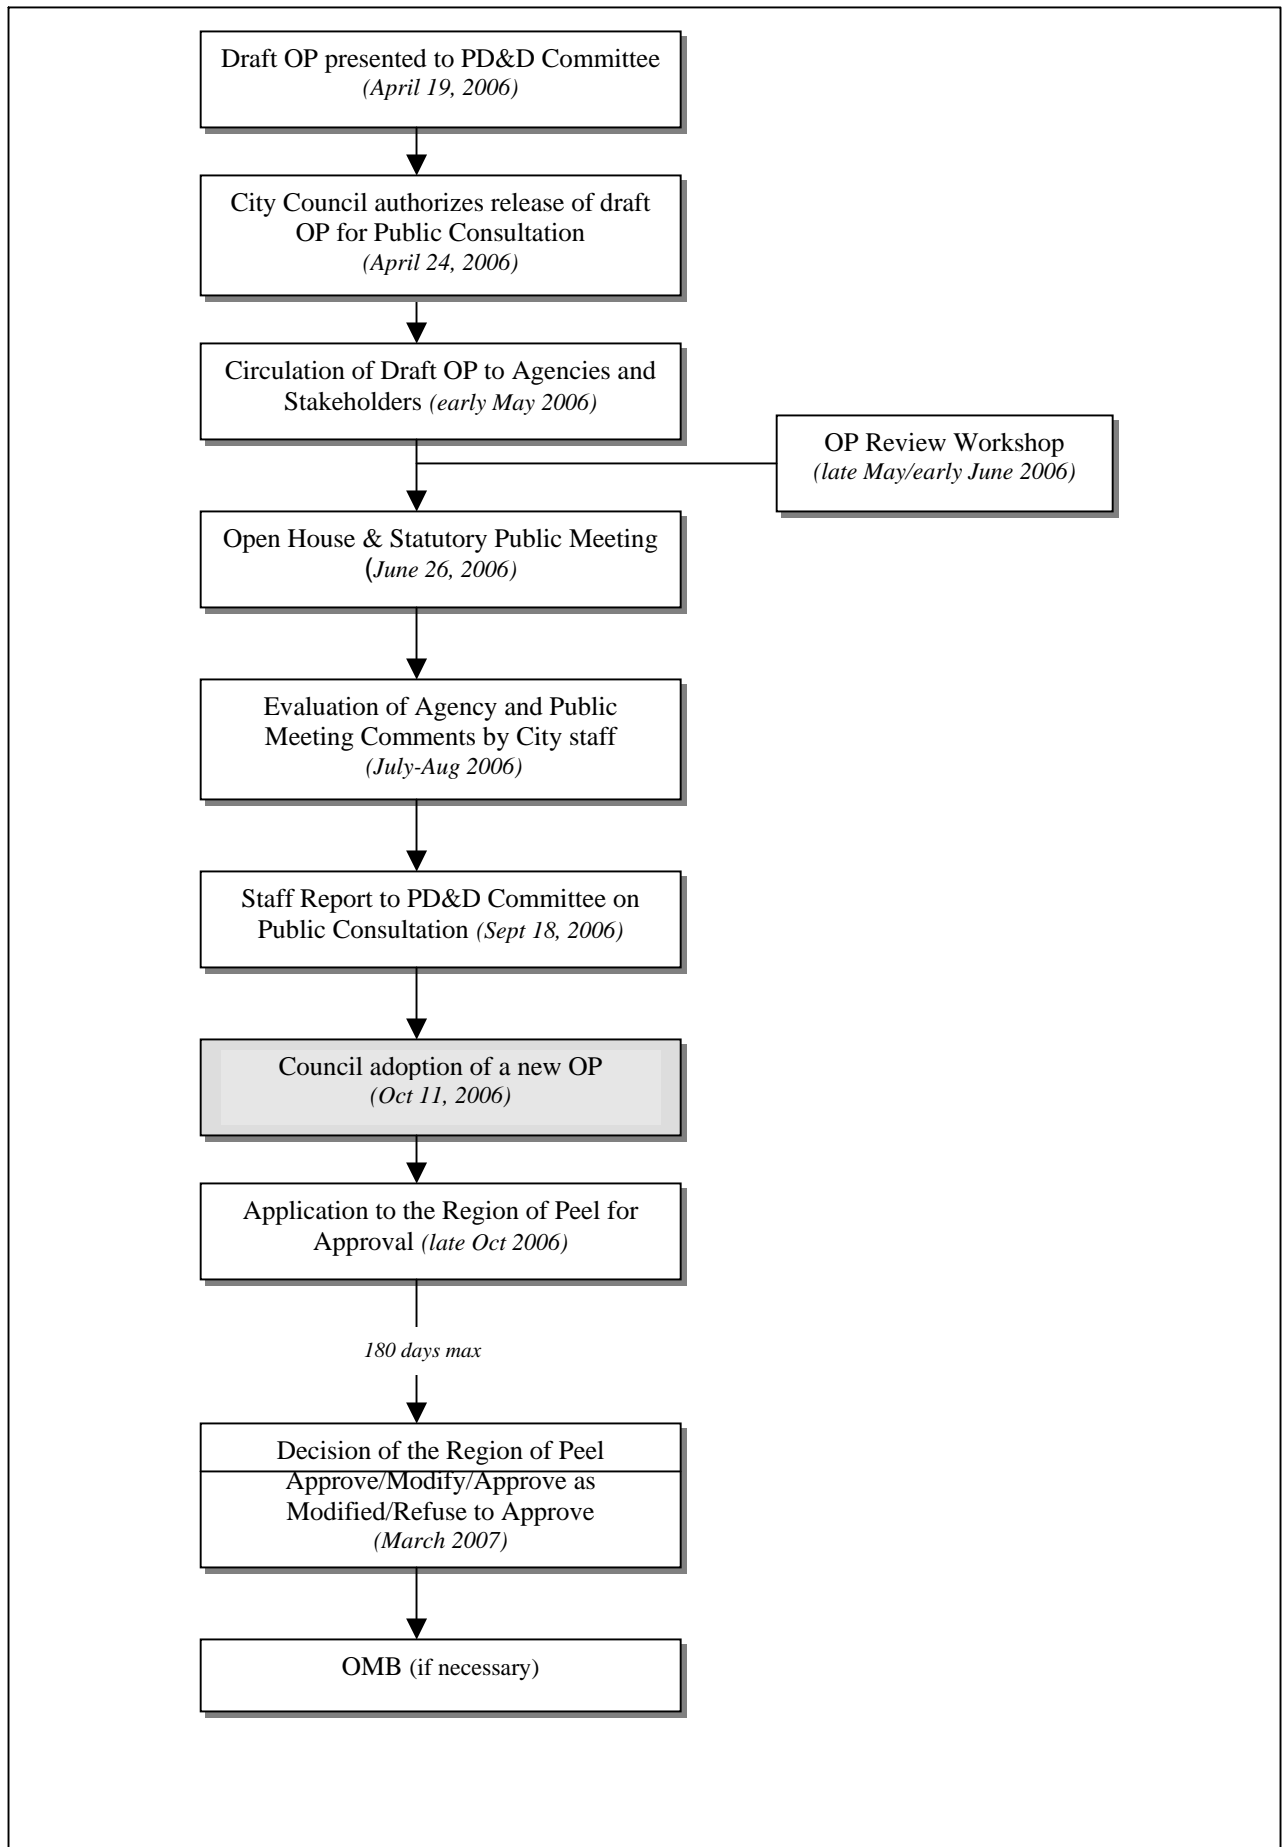 Draft OP presented to PD&D Committee
(April 19, 2006)
City Council authorizes release of draft
OP for Public Consultation
(April 24, 2006)
Circulation of Draft OP to Agencies and
Stakeholders (early May 2006)
OP Review Workshop
(late May/early June 2006)
Open House & Statutory Public Meeting
(June 26, 2006)
Evaluation of Agency and Public
Meeting Comments by City staff
(July-Aug 2006)
Staff Report to PD&D Committee on
Public Consultation (Sept 18, 2006)
Council adoption of a new OP
(Oct 11, 2006)
Application to the Region of Peel for
Approval (late Oct 2006)
180 days max
Decision of the Region of Peel
Approve/Modify/Approve as
Modified/Refuse to Approve
(March 2007)
OMB (if necessary)